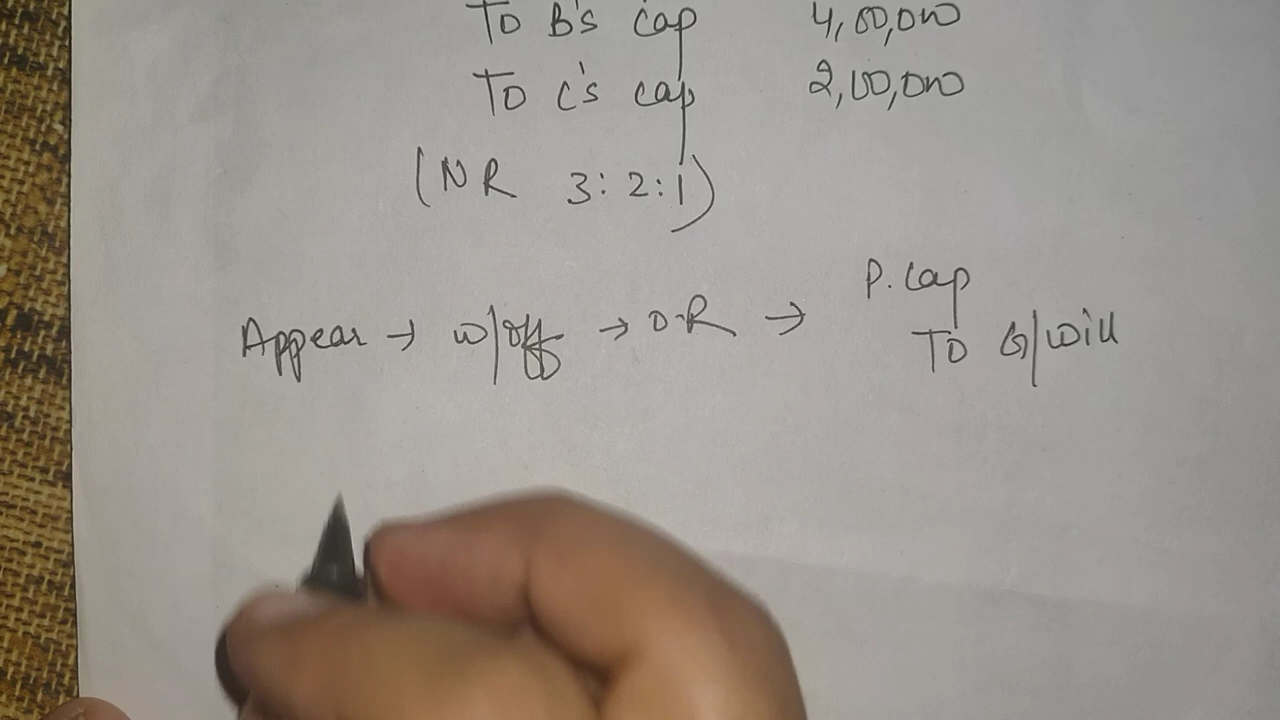 To B's cap 4,00,000
To C's cap 2,00,000
(NR 3:2:1)
Appear → w/off → O.R → P. cap
To G/will